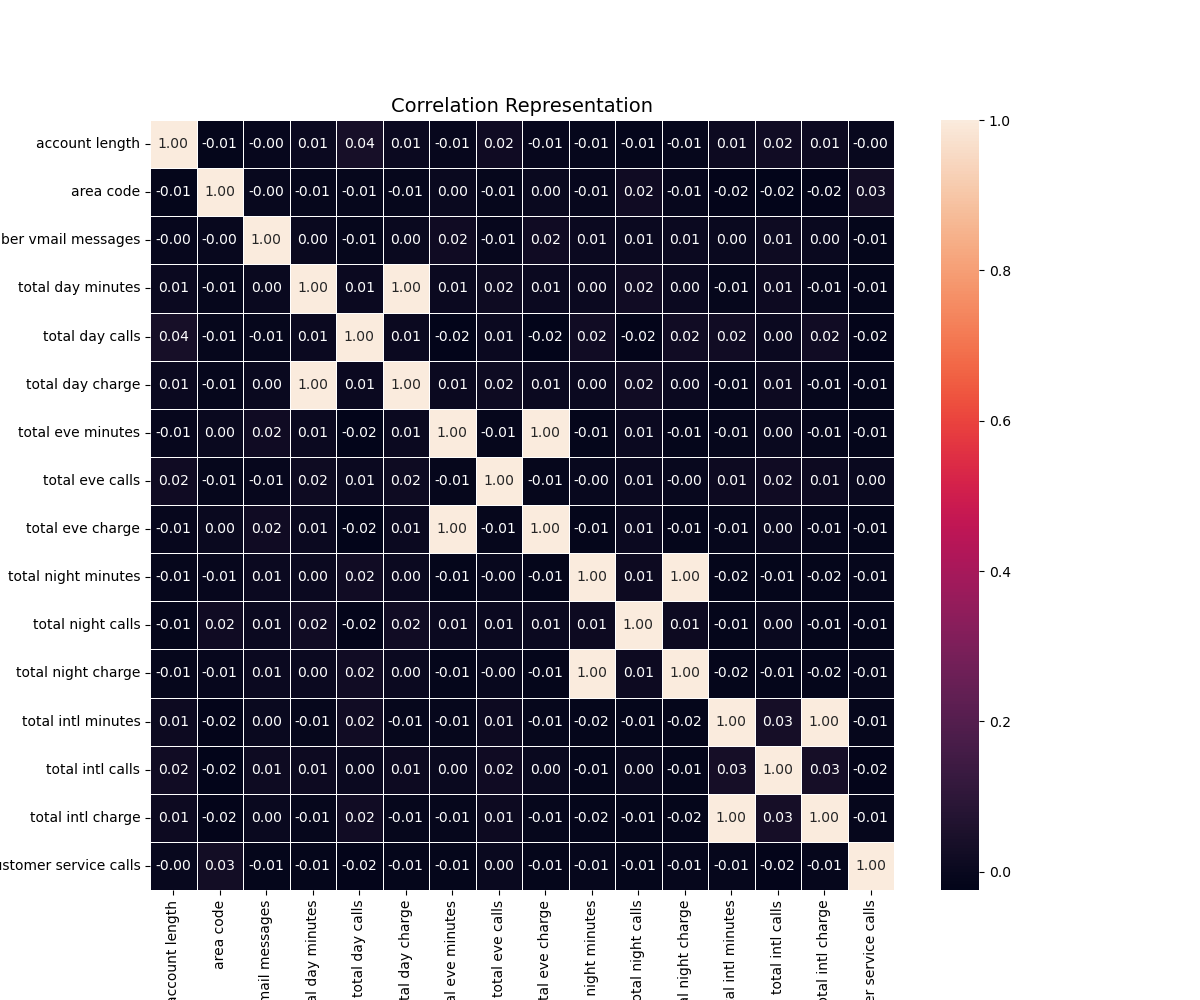 Correlation Representation
account length 1.00 -0.01 -0.00 0.01 0.04 0.01 -0.01 0.02 -0.01 -0.01 -0.01 -0.01 0.01 0.02 0.01 -0.00 1.0
area code -0.01 1.00 -0.00 -0.01 -0.01 -0.01 0.00 -0.01 0.00 -0.01 0.02 -0.01 -0.02 -0.02 -0.02 0.03
ber vmail messages -0.00 -0.00 1.00 0.00 -0.01 0.00 0.02 -0.01 0.02 0.01 0.01 0.01 0.00 0.01 0.00 -0.01
0.8
total day minutes 0.01 -0.01 0.00 1.00 0.01 1.00 0.01 0.02 0.01 0.00 0.02 0.00 -0.01 0.01 -0.01 -0.01
total day calls 0.04 -0.01 -0.01 0.01 1.00 0.01 -0.02 0.01 -0.02 0.02 -0.02 0.02 0.02 0.00 0.02 -0.02
total day charge 0.01 -0.01 0.00 1.00 0.01 1.00 0.01 0.02 0.01 0.00 0.02 0.00 -0.01 0.01 -0.01 -0.01
0.6
total eve minutes -0.01 0.00 0.02 0.01 -0.02 0.01 1.00 -0.01 1.00 -0.01 0.01 -0.01 -0.01 0.00 -0.01 -0.01
total eve calls 0.02 -0.01 -0.01 0.02 0.01 0.02 -0.01 1.00 -0.01 -0.00 0.01 -0.00 0.01 0.02 0.01 0.00
total eve charge -0.01 0.00 0.02 0.01 -0.02 0.01 1.00 -0.01 1.00 -0.01 0.01 -0.01 -0.01 0.00 -0.01 -0.01
0.4
total night minutes -0.01 -0.01 0.01 0.00 0.02 0.00 -0.01 -0.00 -0.01 1.00 0.01 1.00 -0.02 -0.01 -0.02 -0.01
total night calls -0.01 0.02 0.01 0.02 -0.02 0.02 0.01 0.01 0.01 0.01 1.00 0.01 -0.01 0.00 -0.01 -0.01
total night charge -0.01 -0.01 0.01 0.00 0.02 0.00 -0.01 -0.00 -0.01 1.00 0.01 1.00 -0.02 -0.01 -0.02 -0.01
total intl minutes 0.01 -0.02 0.00 -0.01 0.02 -0.01 -0.01 0.01 -0.01 -0.02 -0.01 -0.02 1.00 0.03 1.00 -0.01 0.2
total intl calls 0.02 -0.02 0.01 0.01 0.00 0.01 0.00 0.02 0.00 -0.01 0.00 -0.01 0.03 1.00 0.03 -0.02
total intl charge 0.01 -0.02 0.00 -0.01 0.02 -0.01 -0.01 0.01 -0.01 -0.02 -0.01 -0.02 1.00 0.03 1.00 -0.01
ustomer service calls -0.00 0.03 -0.01 -0.01 -0.02 -0.01 -0.01 0.00 -0.01 -0.01 -0.01 -0.01 -0.01 -0.02 -0.01 1.00 0.0
account length
area code
mail messages
al day minutes
total day calls
tal day charge
al eve minutes
total eve calls
tal eve charge
night minutes
otal night calls
al night charge
al intl minutes
total intl calls
otal intl charge
er service calls